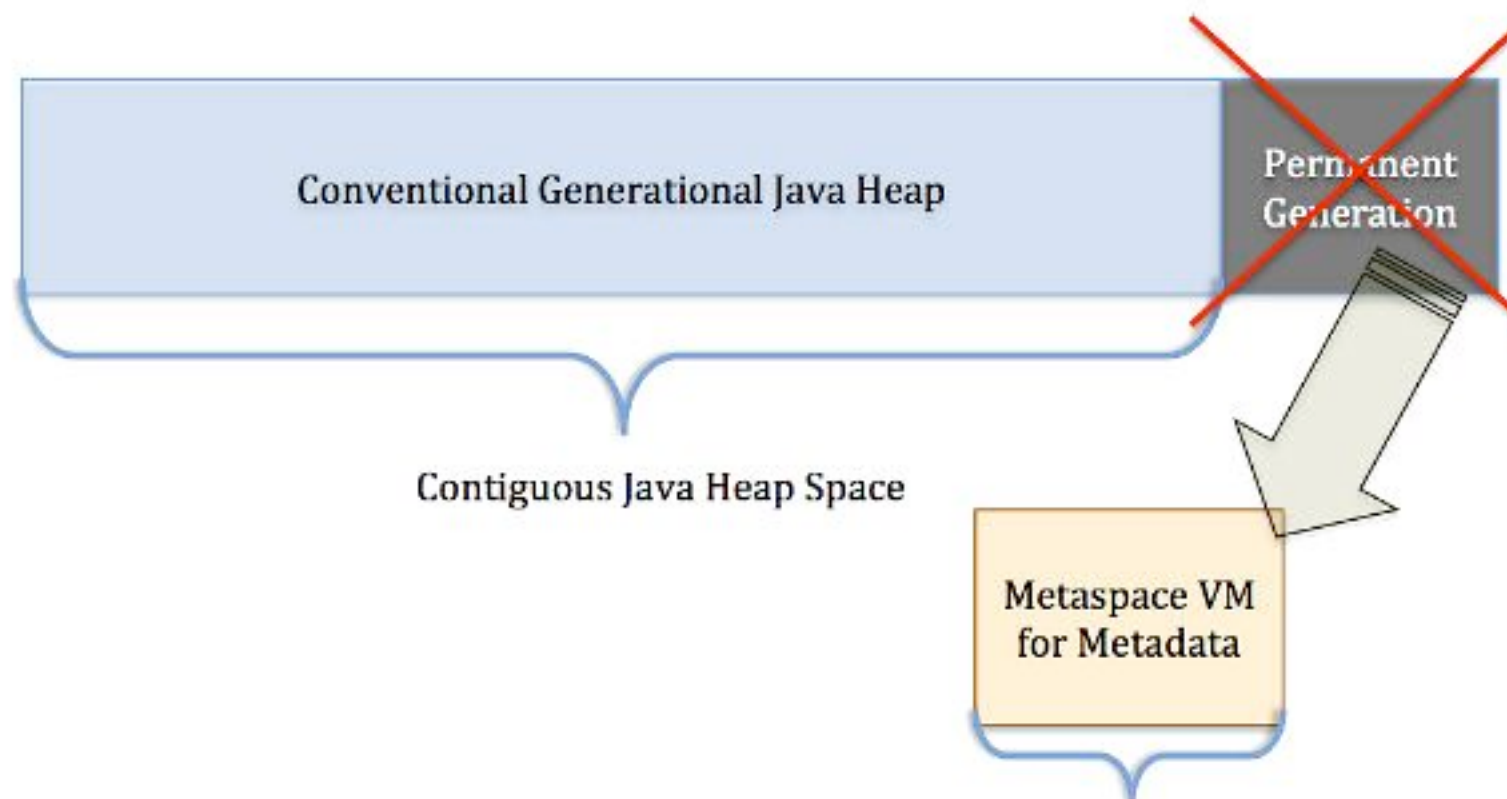 Conventional Generational Java Heap
Permanent
Generation
Contiguous Java Heap Space
Metaspace VM
for Metadata